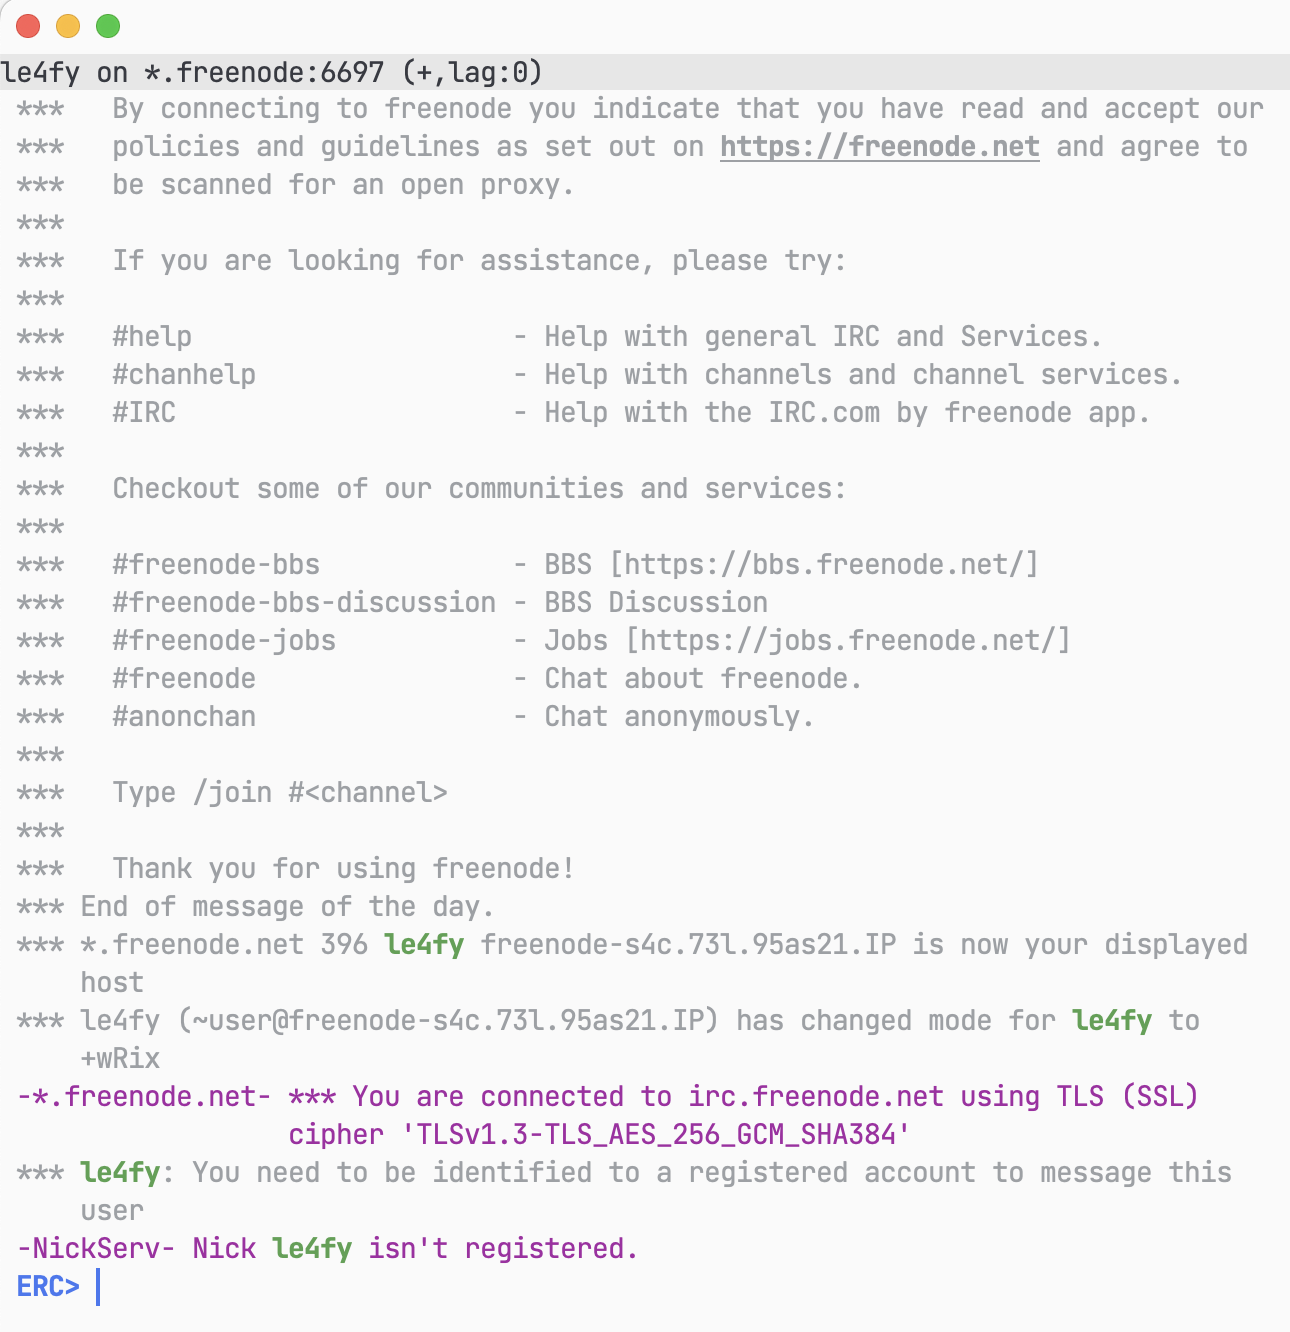 le4fy on *.freenode:6697 (+,lag:0)
***   By connecting to freenode you indicate that you have read and accept our
***   policies and guidelines as set out on https://freenode.net and agree to
***   be scanned for an open proxy.
***
***   If you are looking for assistance, please try:
***
***   #help                    - Help with general IRC and Services.
***   #chanhelp                - Help with channels and channel services.
***   #IRC                     - Help with the IRC.com by freenode app.
***
***   Checkout some of our communities and services:
***
***   #freenode-bbs            - BBS [https://bbs.freenode.net/]
***   #freenode-bbs-discussion - BBS Discussion
***   #freenode-jobs           - Jobs [https://jobs.freenode.net/]
***   #freenode                - Chat about freenode.
***   #anonchan                - Chat anonymously.
***
***   Type /join #<channel>
***
***   Thank you for using freenode!
*** End of message of the day.
*** *.freenode.net 396 le4fy freenode-s4c.73l.95as21.IP is now your displayed
    host
*** le4fy (~user@freenode-s4c.73l.95as21.IP) has changed mode for le4fy to
    +wRix
-*.freenode.net- *** You are connected to irc.freenode.net using TLS (SSL)
                 cipher 'TLSv1.3-TLS_AES_256_GCM_SHA384'
*** le4fy: You need to be identified to a registered account to message this
    user
-NickServ- Nick le4fy isn't registered.
ERC>